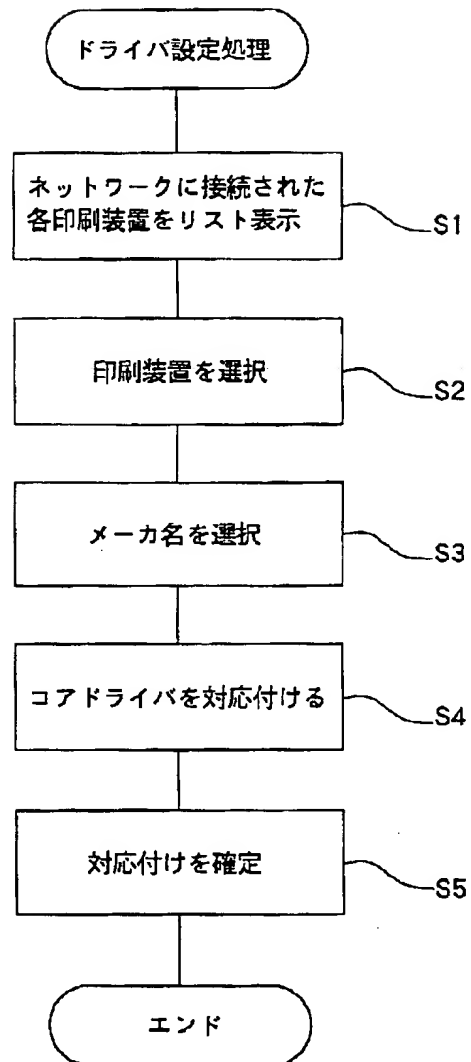 ドライバ設定処理
ネットワークに接続された
各印刷装置をリスト表示
S1
印刷装置を選択
S2
メーカ名を選択
S3
コアドライバを対応付ける
S4
対応付けを確定
S5
エンド